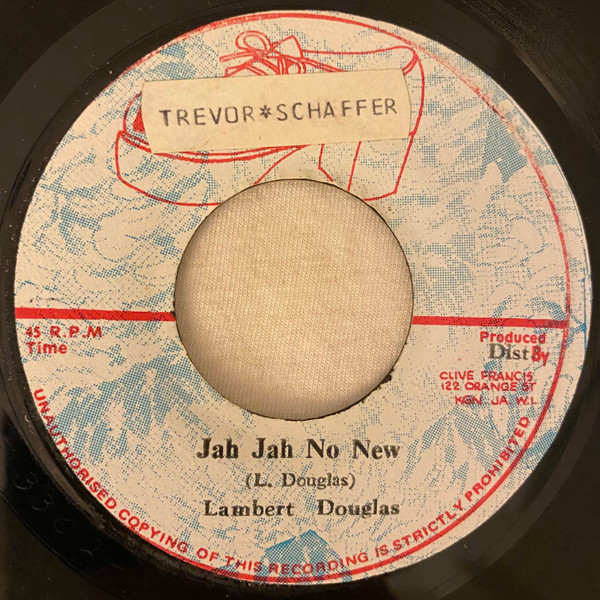 TREVOR*SCHAFFER
45 R.P.M
Time
Produced
Dist By
CLIVE FRANCIS
122 ORANGE ST
KGN JA. W.I.
Jah Jah No New
(L. Douglas)
Lambert Douglas
UNAUTHORISED COPYING OF THIS RECORDING IS STRICTLY PROHIBITED